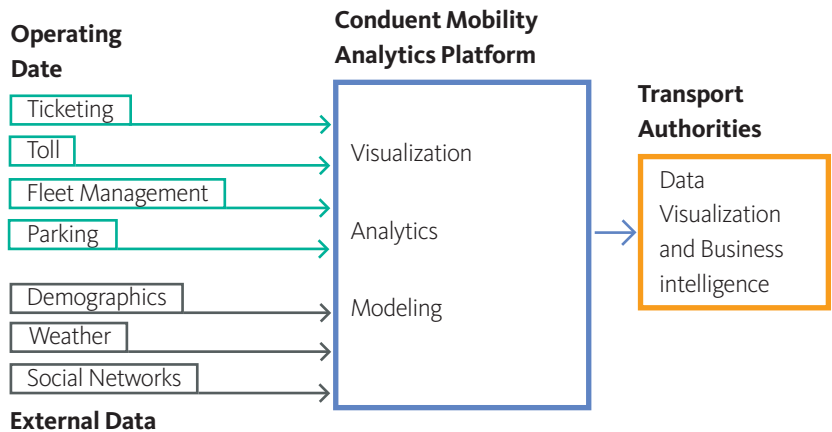 Operating
Date
Ticketing
Toll
Fleet Management
Parking
Demographics
Weather
Social Networks
External Data
Conduent Mobility
Analytics Platform
Visualization
Analytics
Modeling
Transport
Authorities
Data
Visualization
and Business
intelligence